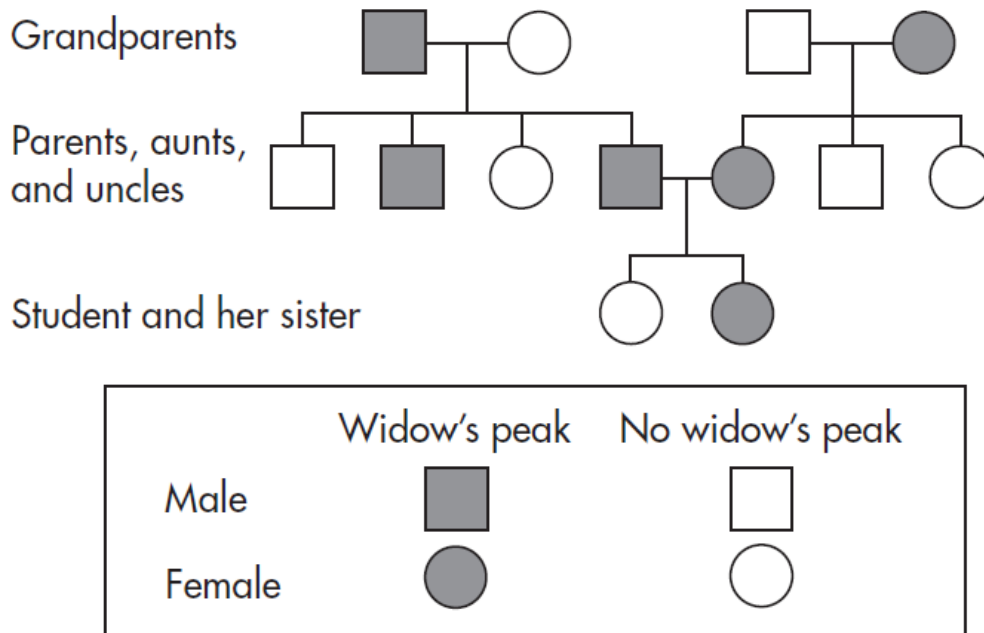 Grandparents
Parents, aunts,
and uncles
Student and her sister
Widow’s peak No widow’s peak
Male
Female